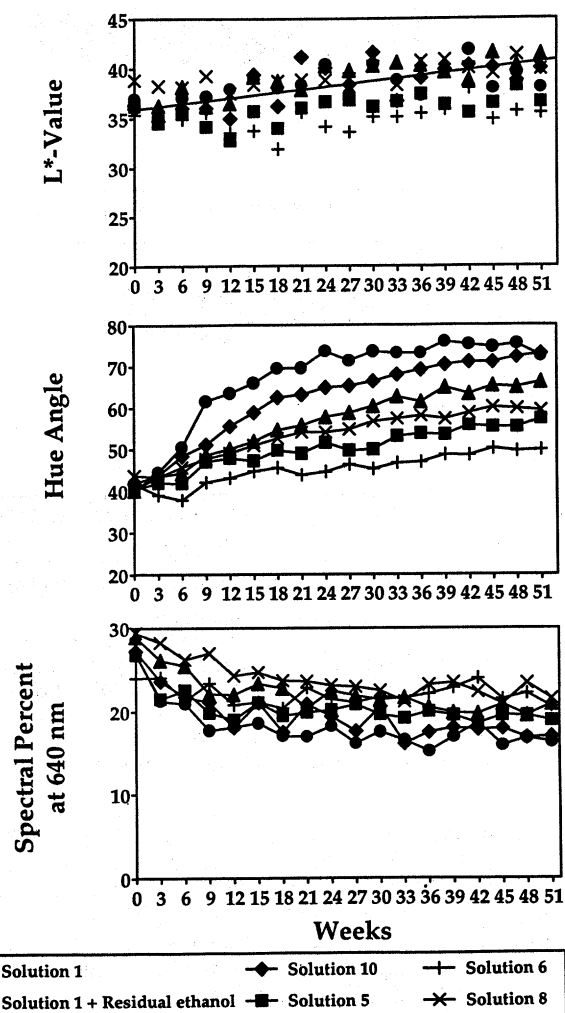 L*-Value
45
40
35
30
25
20
0 3 6 9 12 15 18 21 24 27 30 33 36 39 42 45 48 51
Hue Angle
80
70
60
50
40
30
20
0 3 6 9 12 15 18 21 24 27 30 33 36 39 42 45 48 51
Spectral Percent
at 640 nm
30
20
10
0
0 3 6 9 12 15 18 21 24 27 30 33 36 39 42 45 48 51
Weeks
Solution 1 Solution 10 Solution 6
Solution 1 + Residual ethanol Solution 5 Solution 8